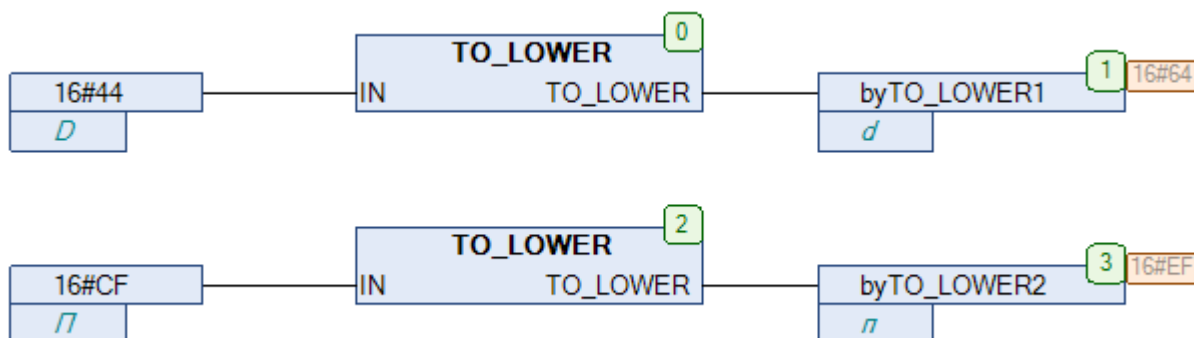 0
TO_LOWER
16#44 IN TO_LOWER byTO_LOWER1 1 16#64
D d
2
TO_LOWER
16#CF IN TO_LOWER byTO_LOWER2 3 16#EF
П п